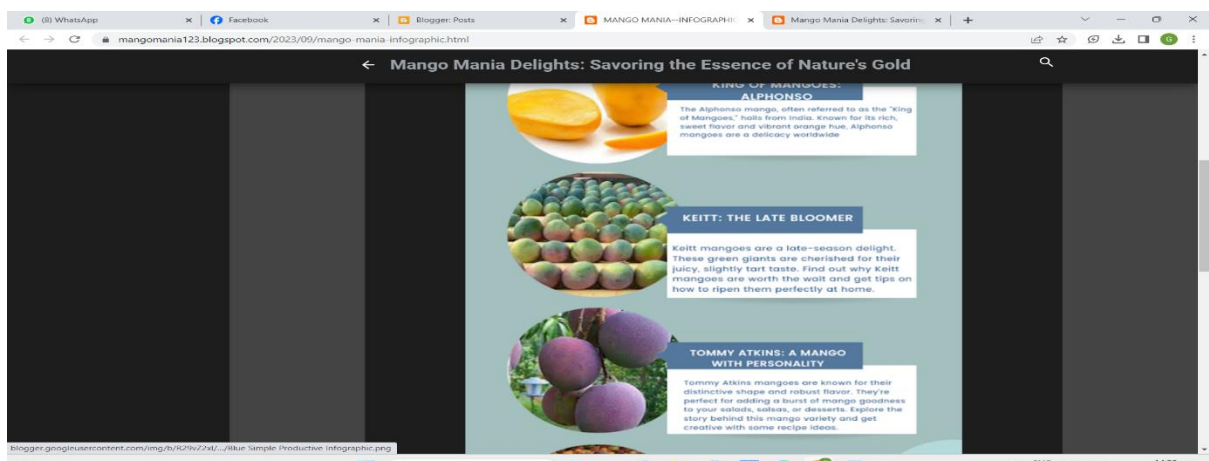 (8) WhatsApp
Facebook
Blogger: Posts
MANGO MANIA--INFOGRAPHIC
Mango Mania Delights: Savoring
mangomania123.blogspot.com/2023/09/mango-mania-infographic.html
G
Mango Mania Delights: Savoring the Essence of Nature's Gold
KING OF MANGOES:
ALPHONSO
The Alphonso mango, often referred to as the "King
of Mangoes," hails from India. Known for its rich,
sweet flavor and vibrant orange hue, Alphonso
mangoes are a delicacy worldwide
KEITT: THE LATE BLOOMER
Keitt mangoes are a late-season delight.
These green giants are cherished for their
juicy, slightly tart taste. Find out why Keitt
mangoes are worth the wait and get tips on
how to ripen them perfectly at home.
TOMMY ATKINS: A MANGO
WITH PERSONALITY
Tommy Atkins mangoes are known for their
distinctive shape and robust flavor. They're
perfect for adding a burst of mango goodness
to your salads, salsas, or desserts. Explore the
story behind this mango variety and get
creative with some recipe ideas.
Simple Productive Infographic.png